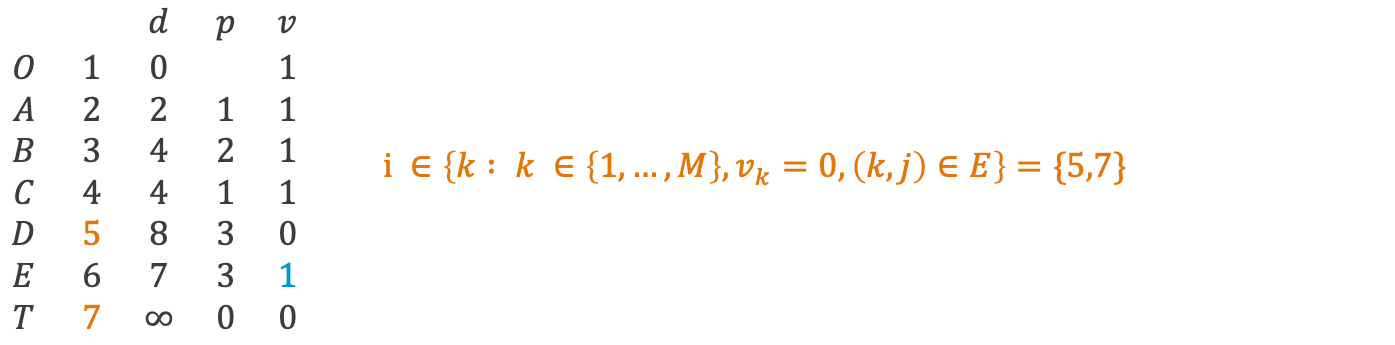 d p v
O 1 0 1
A 2 2 1 1
B 3 4 2 1
i ∈ {k : k ∈ {1, … , M}, vₖ = 0, (k, j) ∈ E} = {5,7}
C 4 4 1 1
D 5 8 3 0
E 6 7 3 1
T 7 ∞ 0 0